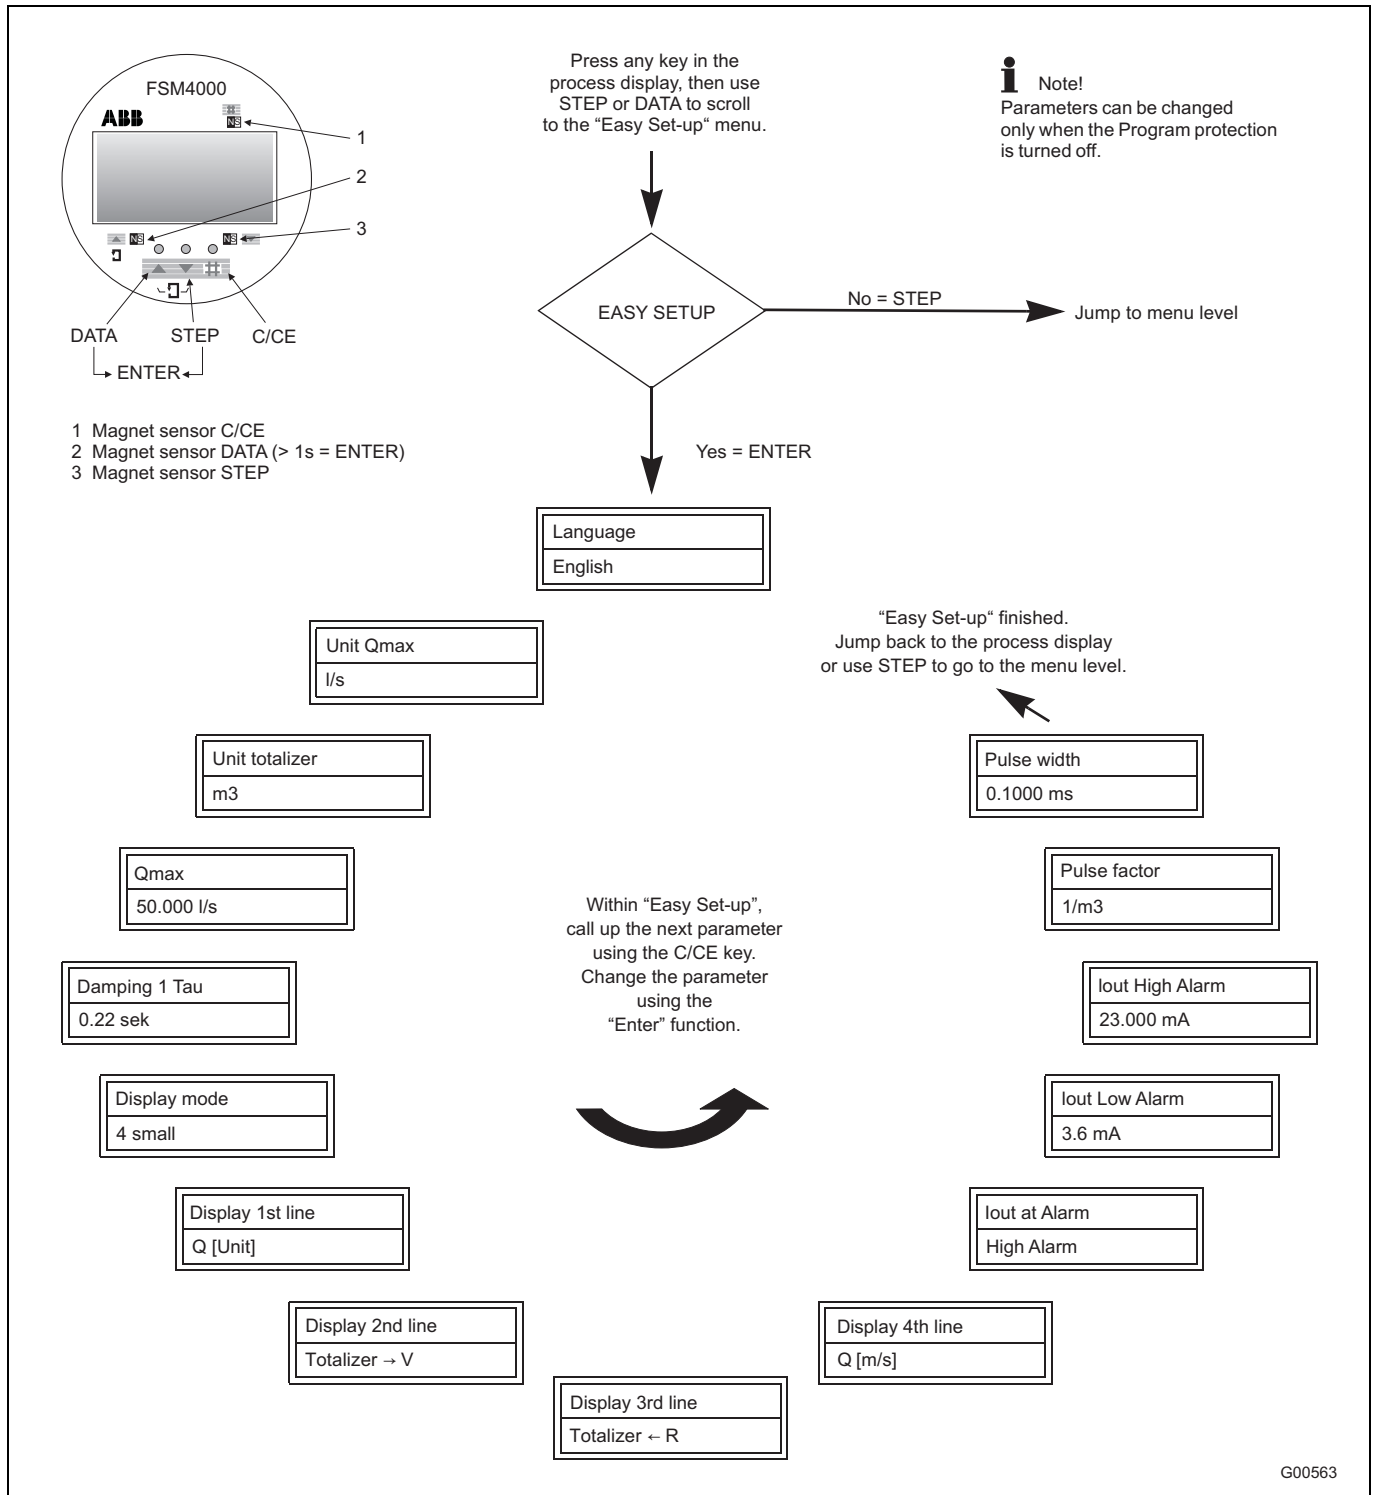 FSM4000
ABB
NS
1
2
3
NS
NS
DATA
STEP
C/CE
ENTER
1 Magnet sensor C/CE
2 Magnet sensor DATA (> 1s = ENTER)
3 Magnet sensor STEP
Press any key in the
process display, then use
STEP or DATA to scroll
to the “Easy Set-up“ menu.
i Note!
Parameters can be changed
only when the Program protection
is turned off.
EASY SETUP
No = STEP
Jump to menu level
Yes = ENTER
Language
English
Unit Qmax
l/s
Unit totalizer
m3
Qmax
50.000 l/s
Damping 1 Tau
0.22 sek
Display mode
4 small
Display 1st line
Q [Unit]
Display 2nd line
Totalizer → V
Display 3rd line
Totalizer ← R
Display 4th line
Q [m/s]
Iout at Alarm
High Alarm
Iout Low Alarm
3.6 mA
Iout High Alarm
23.000 mA
Pulse factor
1/m3
Pulse width
0.1000 ms
“Easy Set-up“ finished.
Jump back to the process display
or use STEP to go to the menu level.
Within “Easy Set-up”,
call up the next parameter
using the C/CE key.
Change the parameter
using the
“Enter” function.
G00563